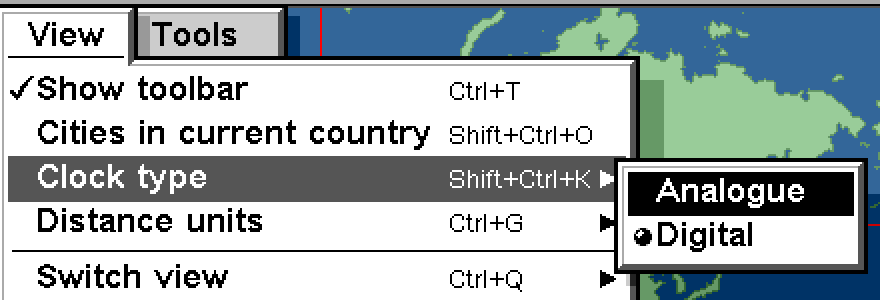 View Tools
Show toolbar Ctrl+T
Cities in current country Shift+Ctrl+O
Clock type Shift+Ctrl+K
Analogue
Distance units Ctrl+G
Digital
Switch view Ctrl+Q